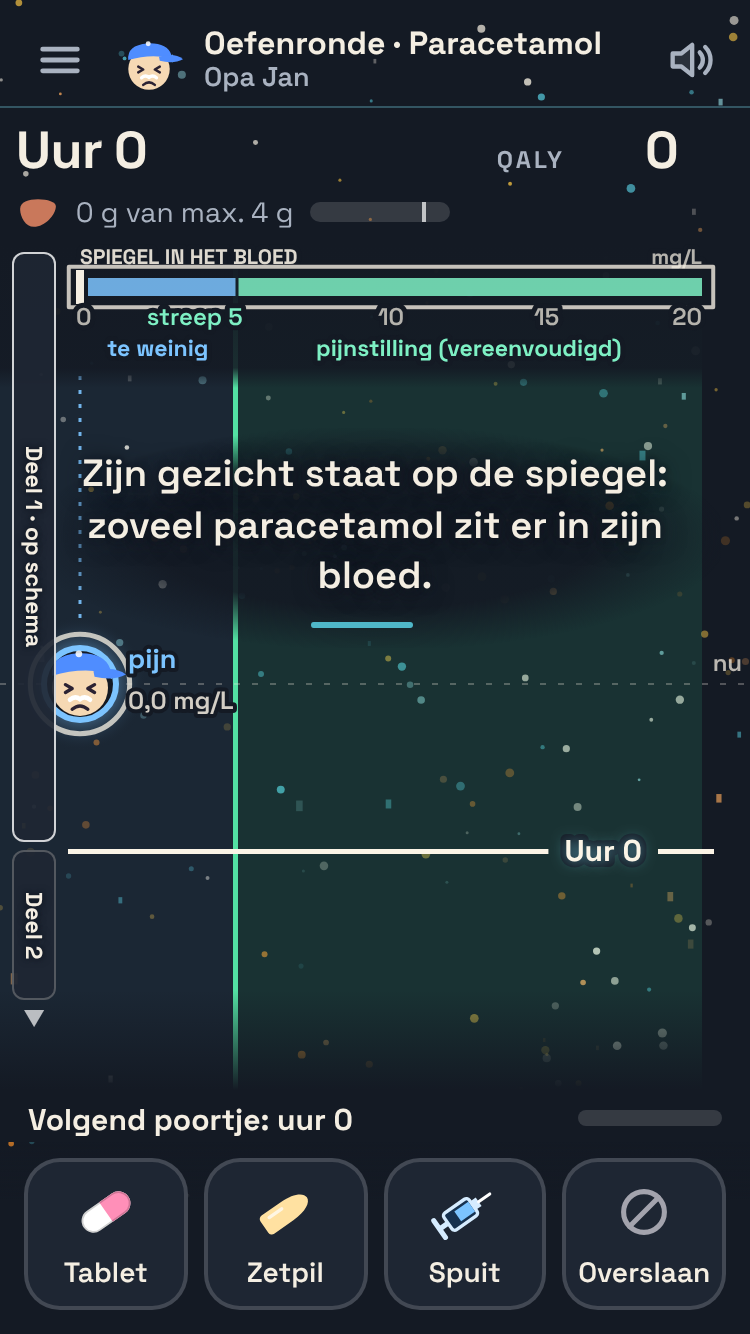 Oefenronde · Paracetamol
Opa Jan
Uur 0
QALY 0
0 g van max. 4 g
SPIEGEL IN HET BLOED mg/L
0 streep 5 10 15 20
te weinig pijnstilling (vereenvoudigd)
Zijn gezicht staat op de spiegel:
zoveel paracetamol zit er in zijn
bloed.
Deel 1 · op schema
pijn
nu
0,0 mg/L
Uur 0
Deel 2
Volgend poortje: uur 0
Tablet Zetpil Spuit Overslaan